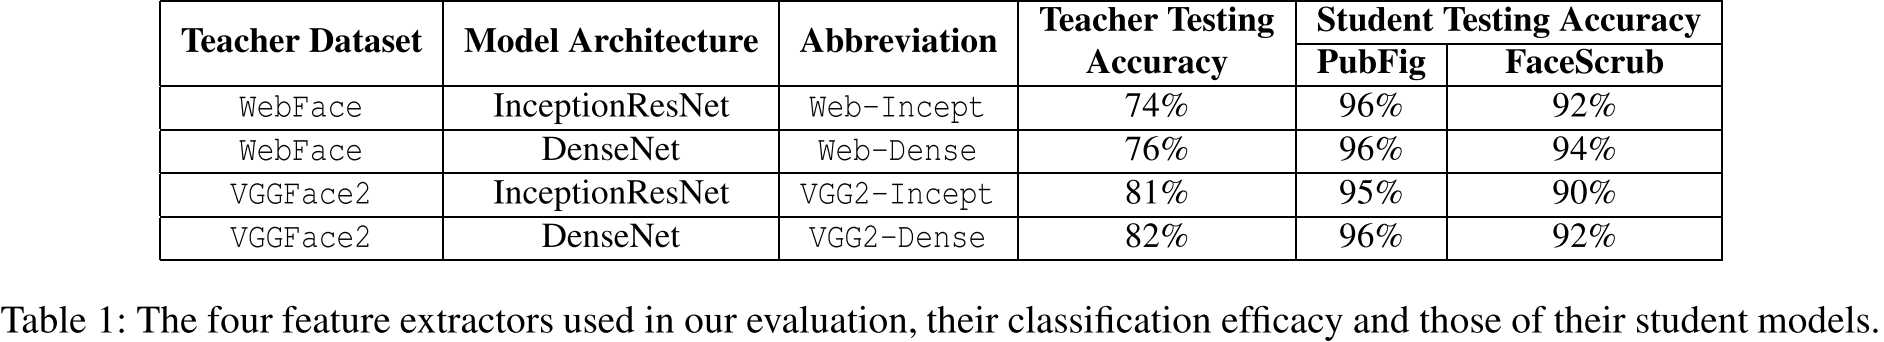 Teacher Dataset Model Architecture Abbreviation Teacher Testing Accuracy Student Testing Accuracy
PubFig FaceScrub
WebFace InceptionResNet Web-Incept 74% 96% 92%
WebFace DenseNet Web-Dense 76% 96% 94%
VGGFace2 InceptionResNet VGG2-Incept 81% 95% 90%
VGGFace2 DenseNet VGG2-Dense 82% 96% 92%
Table 1: The four feature extractors used in our evaluation, their classification efficacy and those of their student models.